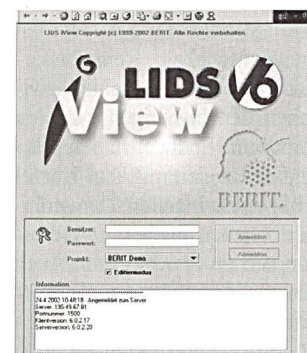 LIDS iView Copyright (c) 1999-2002 BERIT. Alle Rechte vorbehalten.
LIDS V6
iView
BERIT.
Benutzer:
Passwort:
Projekt: BERIT Demo
Editiermodus
Anmelden
Abmelden
Information
24.4.2002 10:48:18 Angemeldet zum Server
Server: 195.49.67.81
Portnummer: 1500
Klientversion: 6.0.2.17
Serverversion: 6.0.2.20